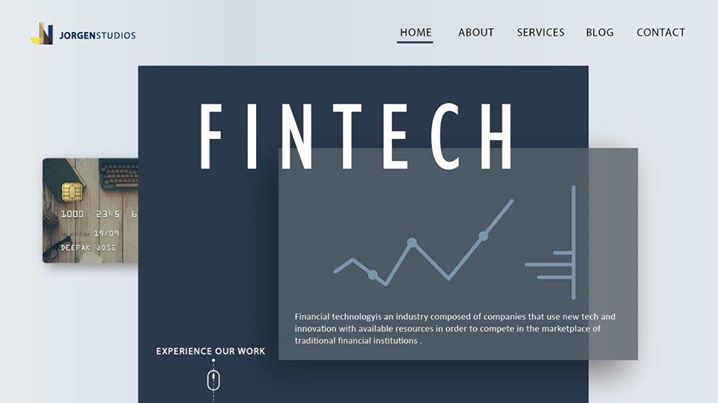 JORGENSTUDIOS
HOME ABOUT SERVICES BLOG CONTACT
FINTECH
1000 2345 6
19/09
DEEPAK JOSE
Financial technologyis an industry composed of companies that use new tech and
innovation with available resources in order to compete in the marketplace of
traditional financial institutions .
EXPERIENCE OUR WORK